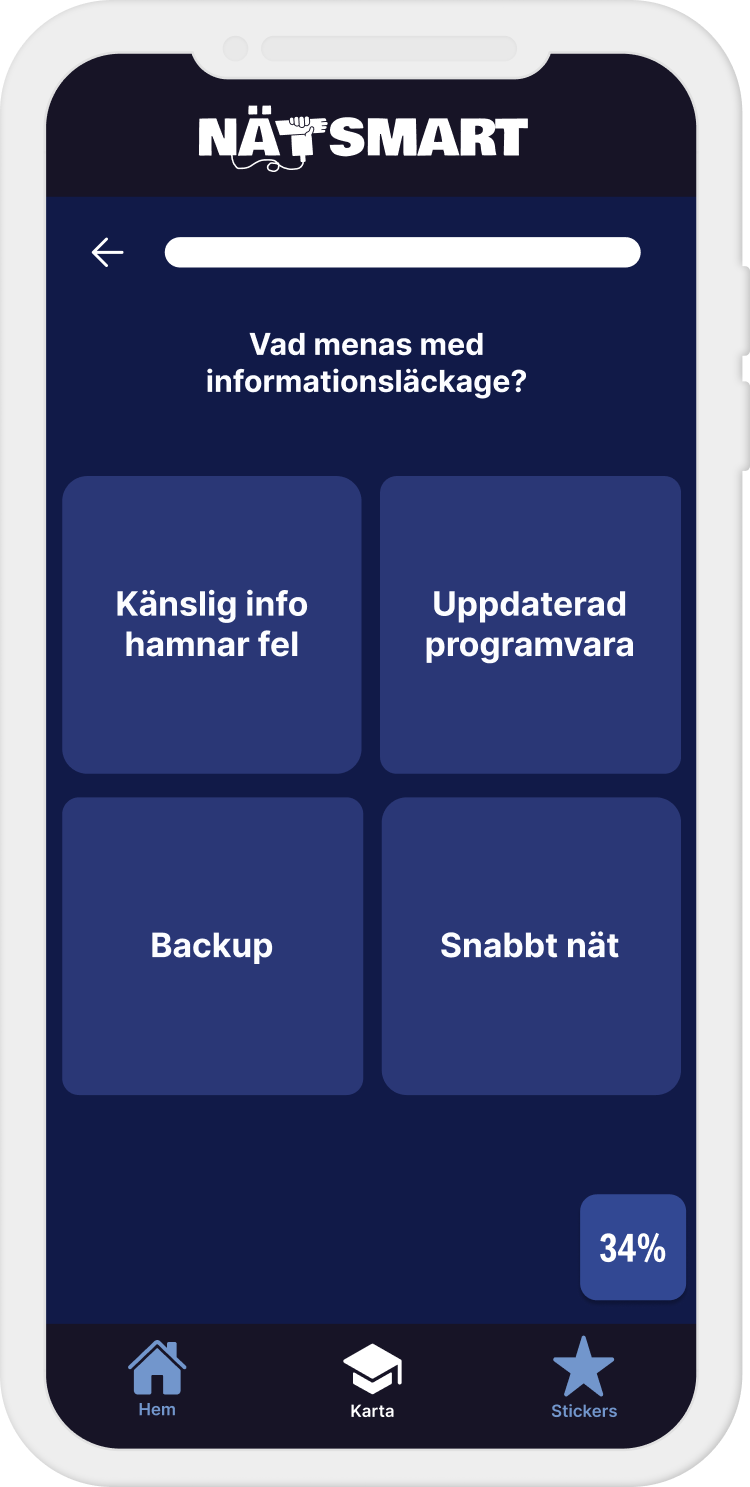 NÄTSMART
Vad menas med
informationsläckage?
Känslig info
hamnar fel
Uppdaterad
programvara
Backup
Snabbt nät
34%
Hem
Karta
Stickers